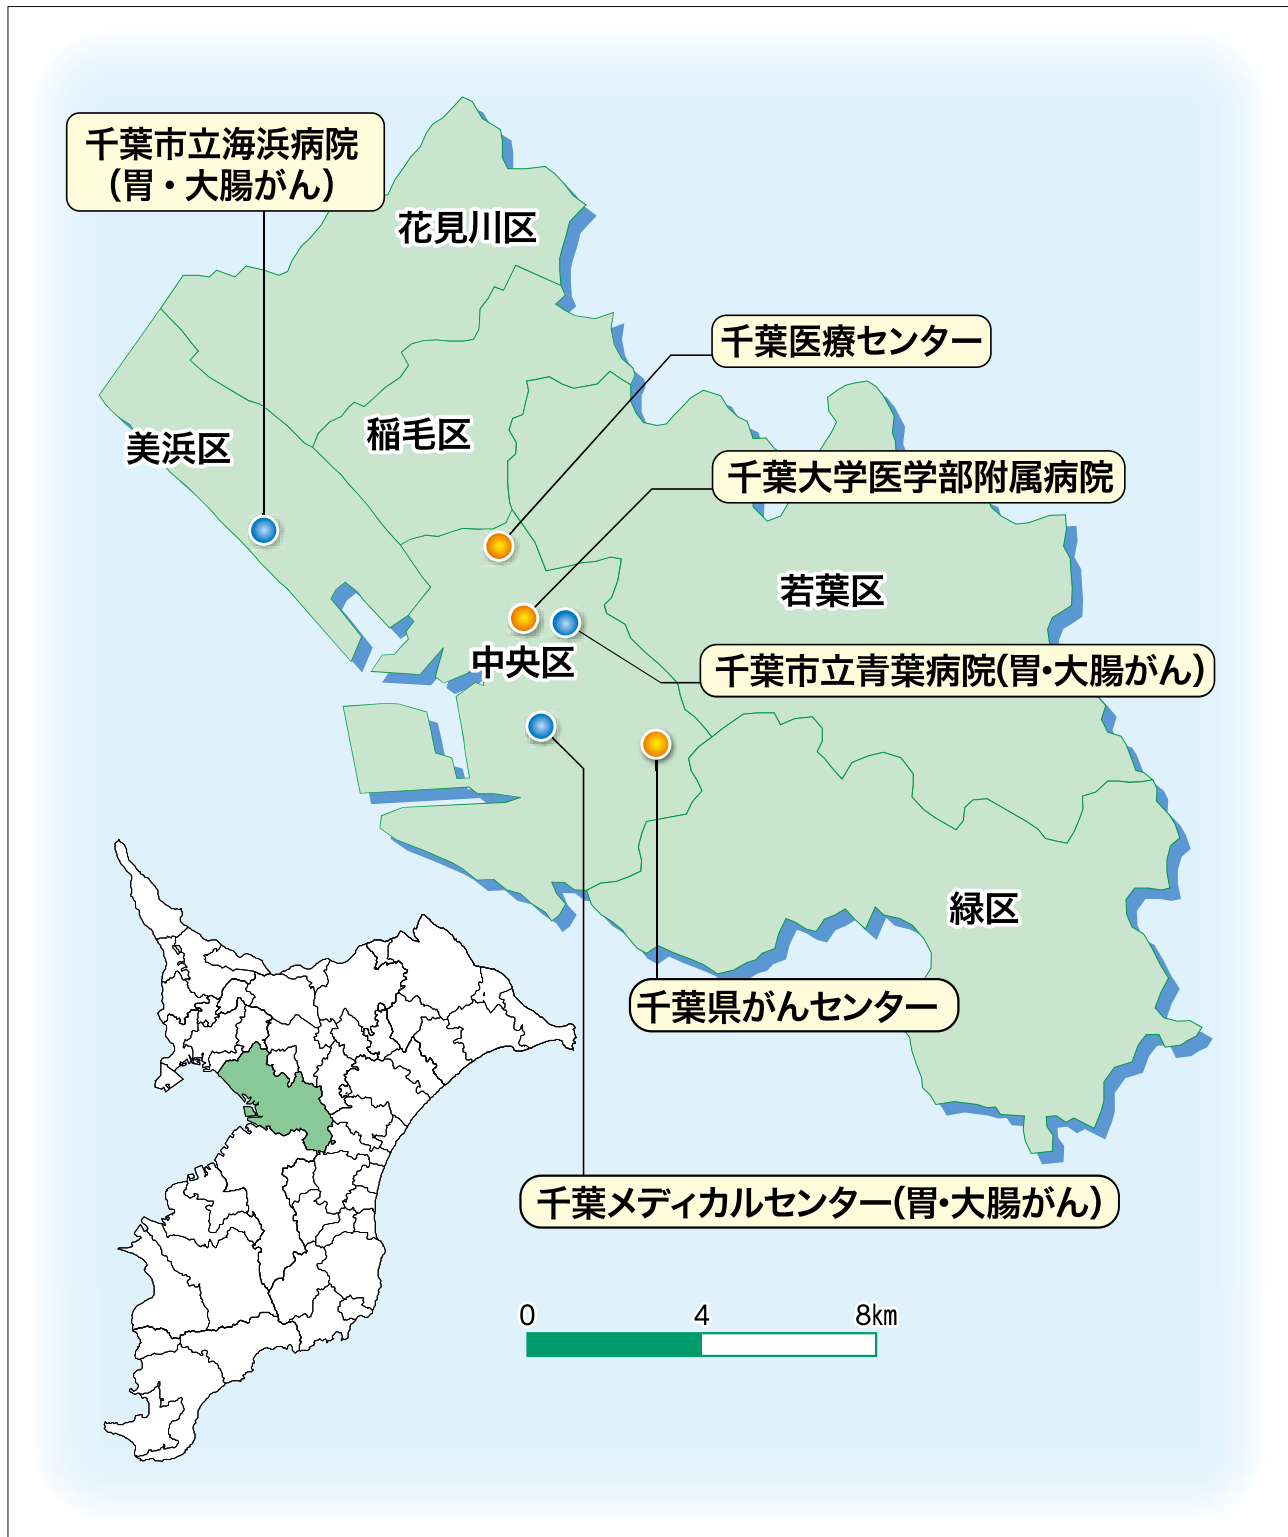 千葉市立海浜病院
(胃・大腸がん)
花見川区
千葉医療センター
稲毛区
美浜区
千葉大学医学部附属病院
若葉区
中央区
千葉市立青葉病院(胃・大腸がん)
緑区
千葉県がんセンター
千葉メディカルセンター(胃・大腸がん)
0 4 8km